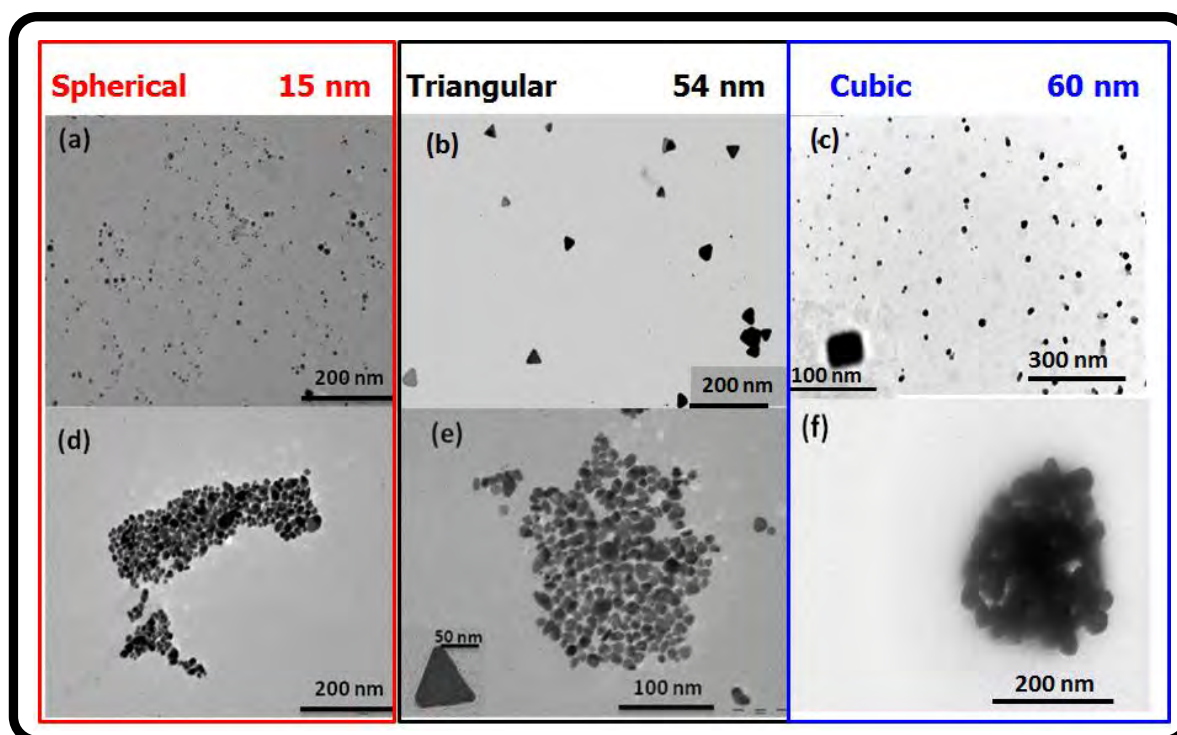 Spherical 15 nm
Triangular 54 nm
Cubic 60 nm
(a)
200 nm
(b)
200 nm
(c)
100 nm
300 nm
(d)
200 nm
(e)
50 nm
100 nm
(f)
200 nm